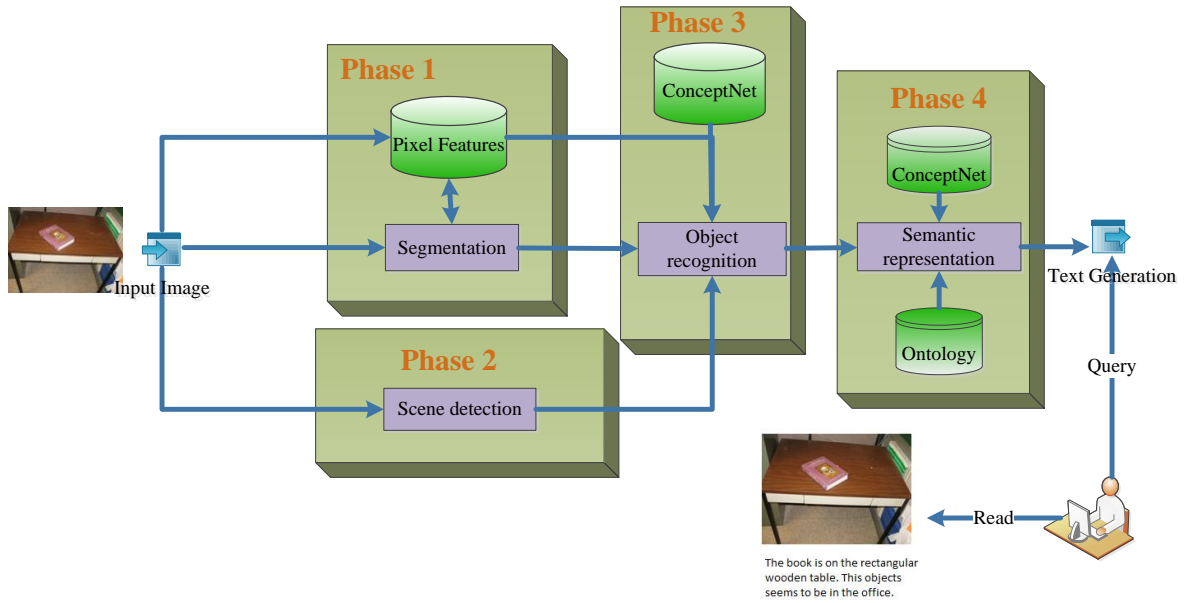 Phase 1
Pixel Features
Segmentation
Input Image
Phase 2
Scene detection
Phase 3
ConceptNet
Object
recognition
Phase 4
ConceptNet
Semantic
representation
Ontology
Text Generation
Query
Read
The book is on the rectangular
wooden table. This objects
seems to be in the office.